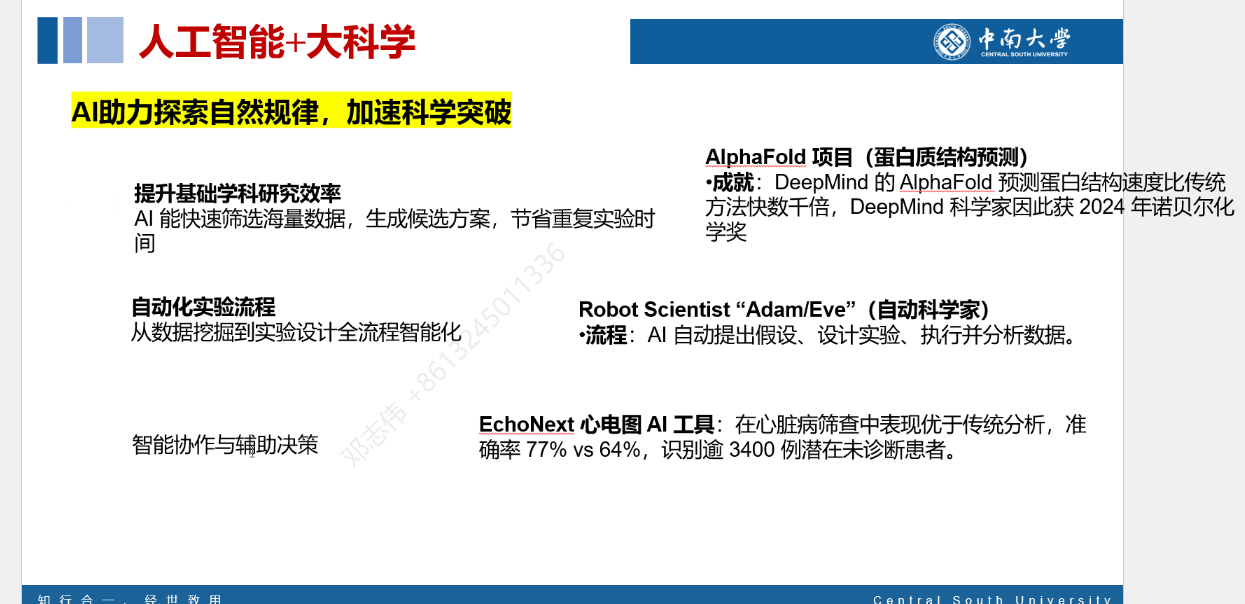 人工智能+大科学
中南大学
CENTRAL SOUTH UNIVERSITY
AI助力探索自然规律，加速科学突破
提升基础学科研究效率
AI 能快速筛选海量数据，生成候选方案，节省重复实验时
间
AlphaFold 项目（蛋白质结构预测）
•成就：DeepMind 的 AlphaFold 预测蛋白结构速度比传统
方法快数千倍，DeepMind 科学家因此获 2024 年诺贝尔化
学奖
自动化实验流程
从数据挖掘到实验设计全流程智能化
Robot Scientist “Adam/Eve”（自动科学家）
•流程：AI 自动提出假设、设计实验、执行并分析数据。
智能协作与辅助决策
EchoNext 心电图 AI 工具：在心脏病筛查中表现优于传统分析，准
确率 77% vs 64%，识别逾 3400 例潜在未诊断患者。
邓志伟 +8613245011336
知行合一、经世致用
Central South University